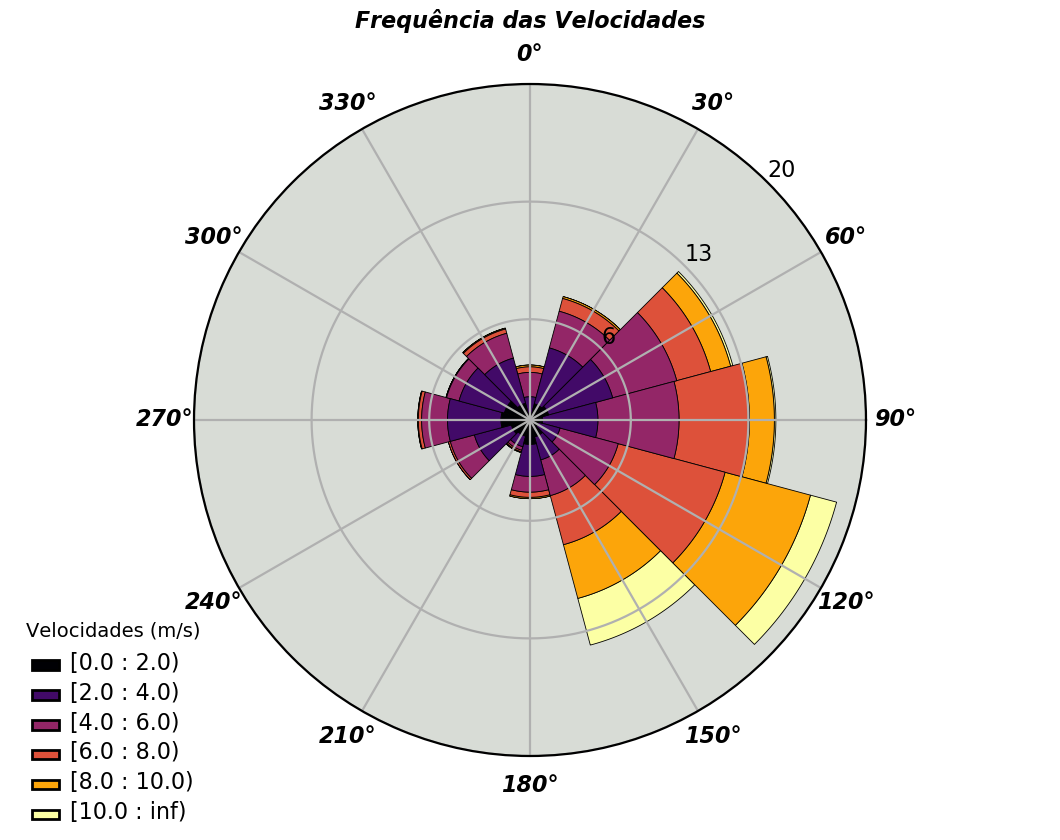 Frequência das Velocidades
0°
330°
30°
20
300°
60°
13
6
270°
90°
240°
120°
210°
150°
180°
Velocidades (m/s)
[0.0 : 2.0)
[2.0 : 4.0)
[4.0 : 6.0)
[6.0 : 8.0)
[8.0 : 10.0)
[10.0 : inf)